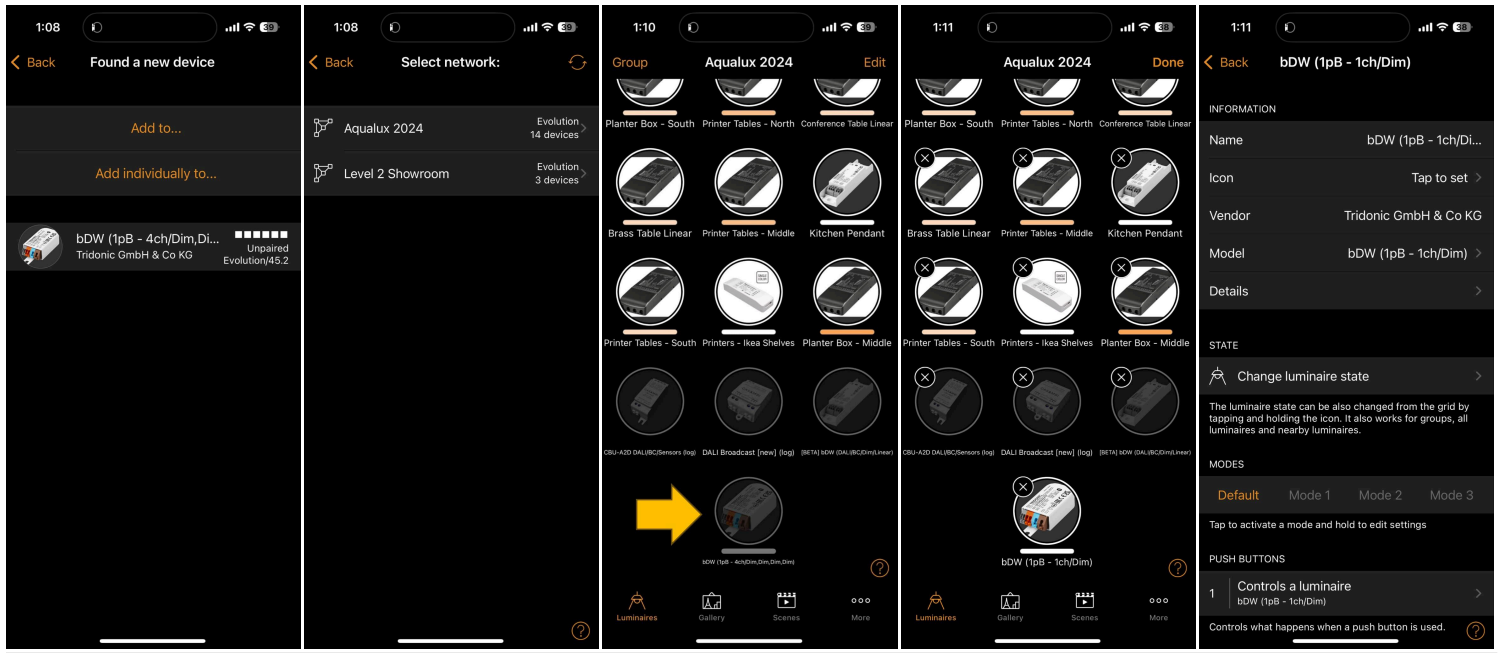 1:08
39
Back
Found a new device
Add to...
Add individually to...
bDW (1pB - 4ch/Dim,Di...
Tridonic GmbH & Co KG
Unpaired
Evolution/45.2
1:08
39
Back
Select network:
Aqualux 2024
Evolution
14 devices
Level 2 Showroom
Evolution
3 devices
?
1:10
39
Group
Aqualux 2024
Edit
Planter Box - South
Printer Tables - North
Conference Table Linear
Brass Table Linear
Printer Tables - Middle
Kitchen Pendant
Printer Tables - South
Printers - Ikea Shelves
Planter Box - Middle
CBU-A2D DALI/BC/Sensors (log)
DALI Broadcast [new] (log)
[BETA] bDW (DALI/BC/Dim/Linear)
bDW (1pB - 4ch/Dim,Dim,Dim,Dim)
?
Luminaires
Gallery
Scenes
More
1:11
38
Aqualux 2024
Done
Planter Box - South
Printer Tables - North
Conference Table Linear
Brass Table Linear
Printer Tables - Middle
Kitchen Pendant
Printer Tables - South
Printers - Ikea Shelves
Planter Box - Middle
CBU-A2D DALI/BC/Sensors (log)
DALI Broadcast [new] (log)
[BETA] bDW (DALI/BC/Dim/Linear)
bDW (1pB - 1ch/Dim)
?
Luminaires
Gallery
Scenes
More
1:11
38
Back
bDW (1pB - 1ch/Dim)
INFORMATION
Name
bDW (1pB - 1ch/Di...
Icon
Tap to set
Vendor
Tridonic GmbH & Co KG
Model
bDW (1pB - 1ch/Dim)
Details
STATE
Change luminaire state
The luminaire state can be also changed from the grid by
tapping and holding the icon. It also works for groups, all
luminaires and nearby luminaires.
MODES
Default
Mode 1
Mode 2
Mode 3
Tap to activate a mode and hold to edit settings
PUSH BUTTONS
1
Controls a luminaire
bDW (1pB - 1ch/Dim)
Controls what happens when a push button is used.
?